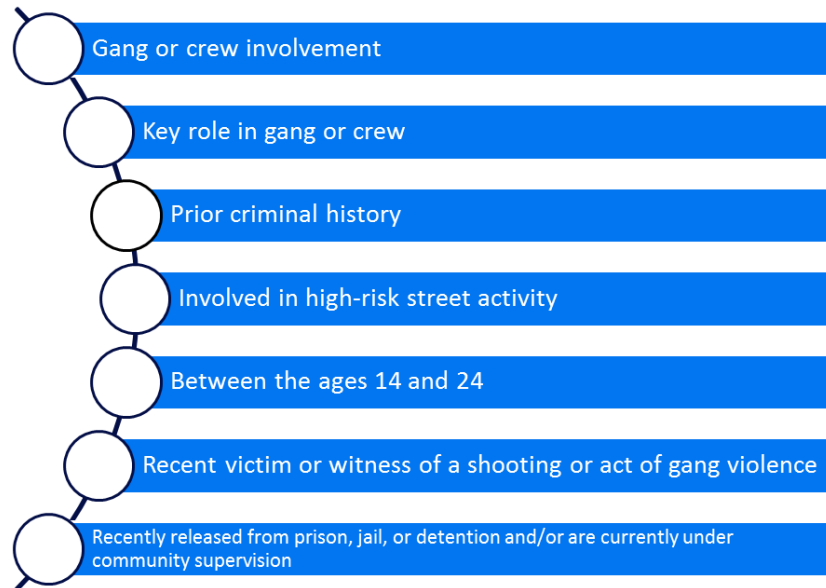 Gang or crew involvement
Key role in gang or crew
Prior criminal history
Involved in high-risk street activity
Between the ages 14 and 24
Recent victim or witness of a shooting or act of gang violence
Recently released from prison, jail, or detention and/or are currently under
community supervision